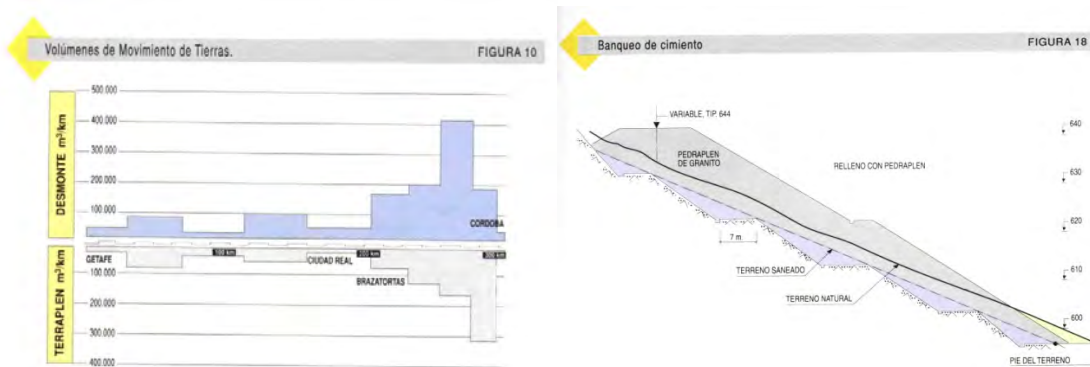 Volúmenes de Movimiento de Tierras.
FIGURA 10
DESMONTE m³/km
500.000
400.000
300.000
200.000
100.000
CORDOBA
GETAFE
100 km
CIUDAD REAL
200 km
300 km
BRAZATORTAS
TERRAPLEN m³/km
100.000
200.000
300.000
400.000
Banqueo de cimiento
FIGURA 18
VARIABLE, TIP. 644
PEDRAPLEN
DE GRANITO
RELLENO CON PEDRAPLEN
640
630
620
610
600
7 m.
TERRENO SANEADO
TERRENO NATURAL
PIE DEL TERRENO